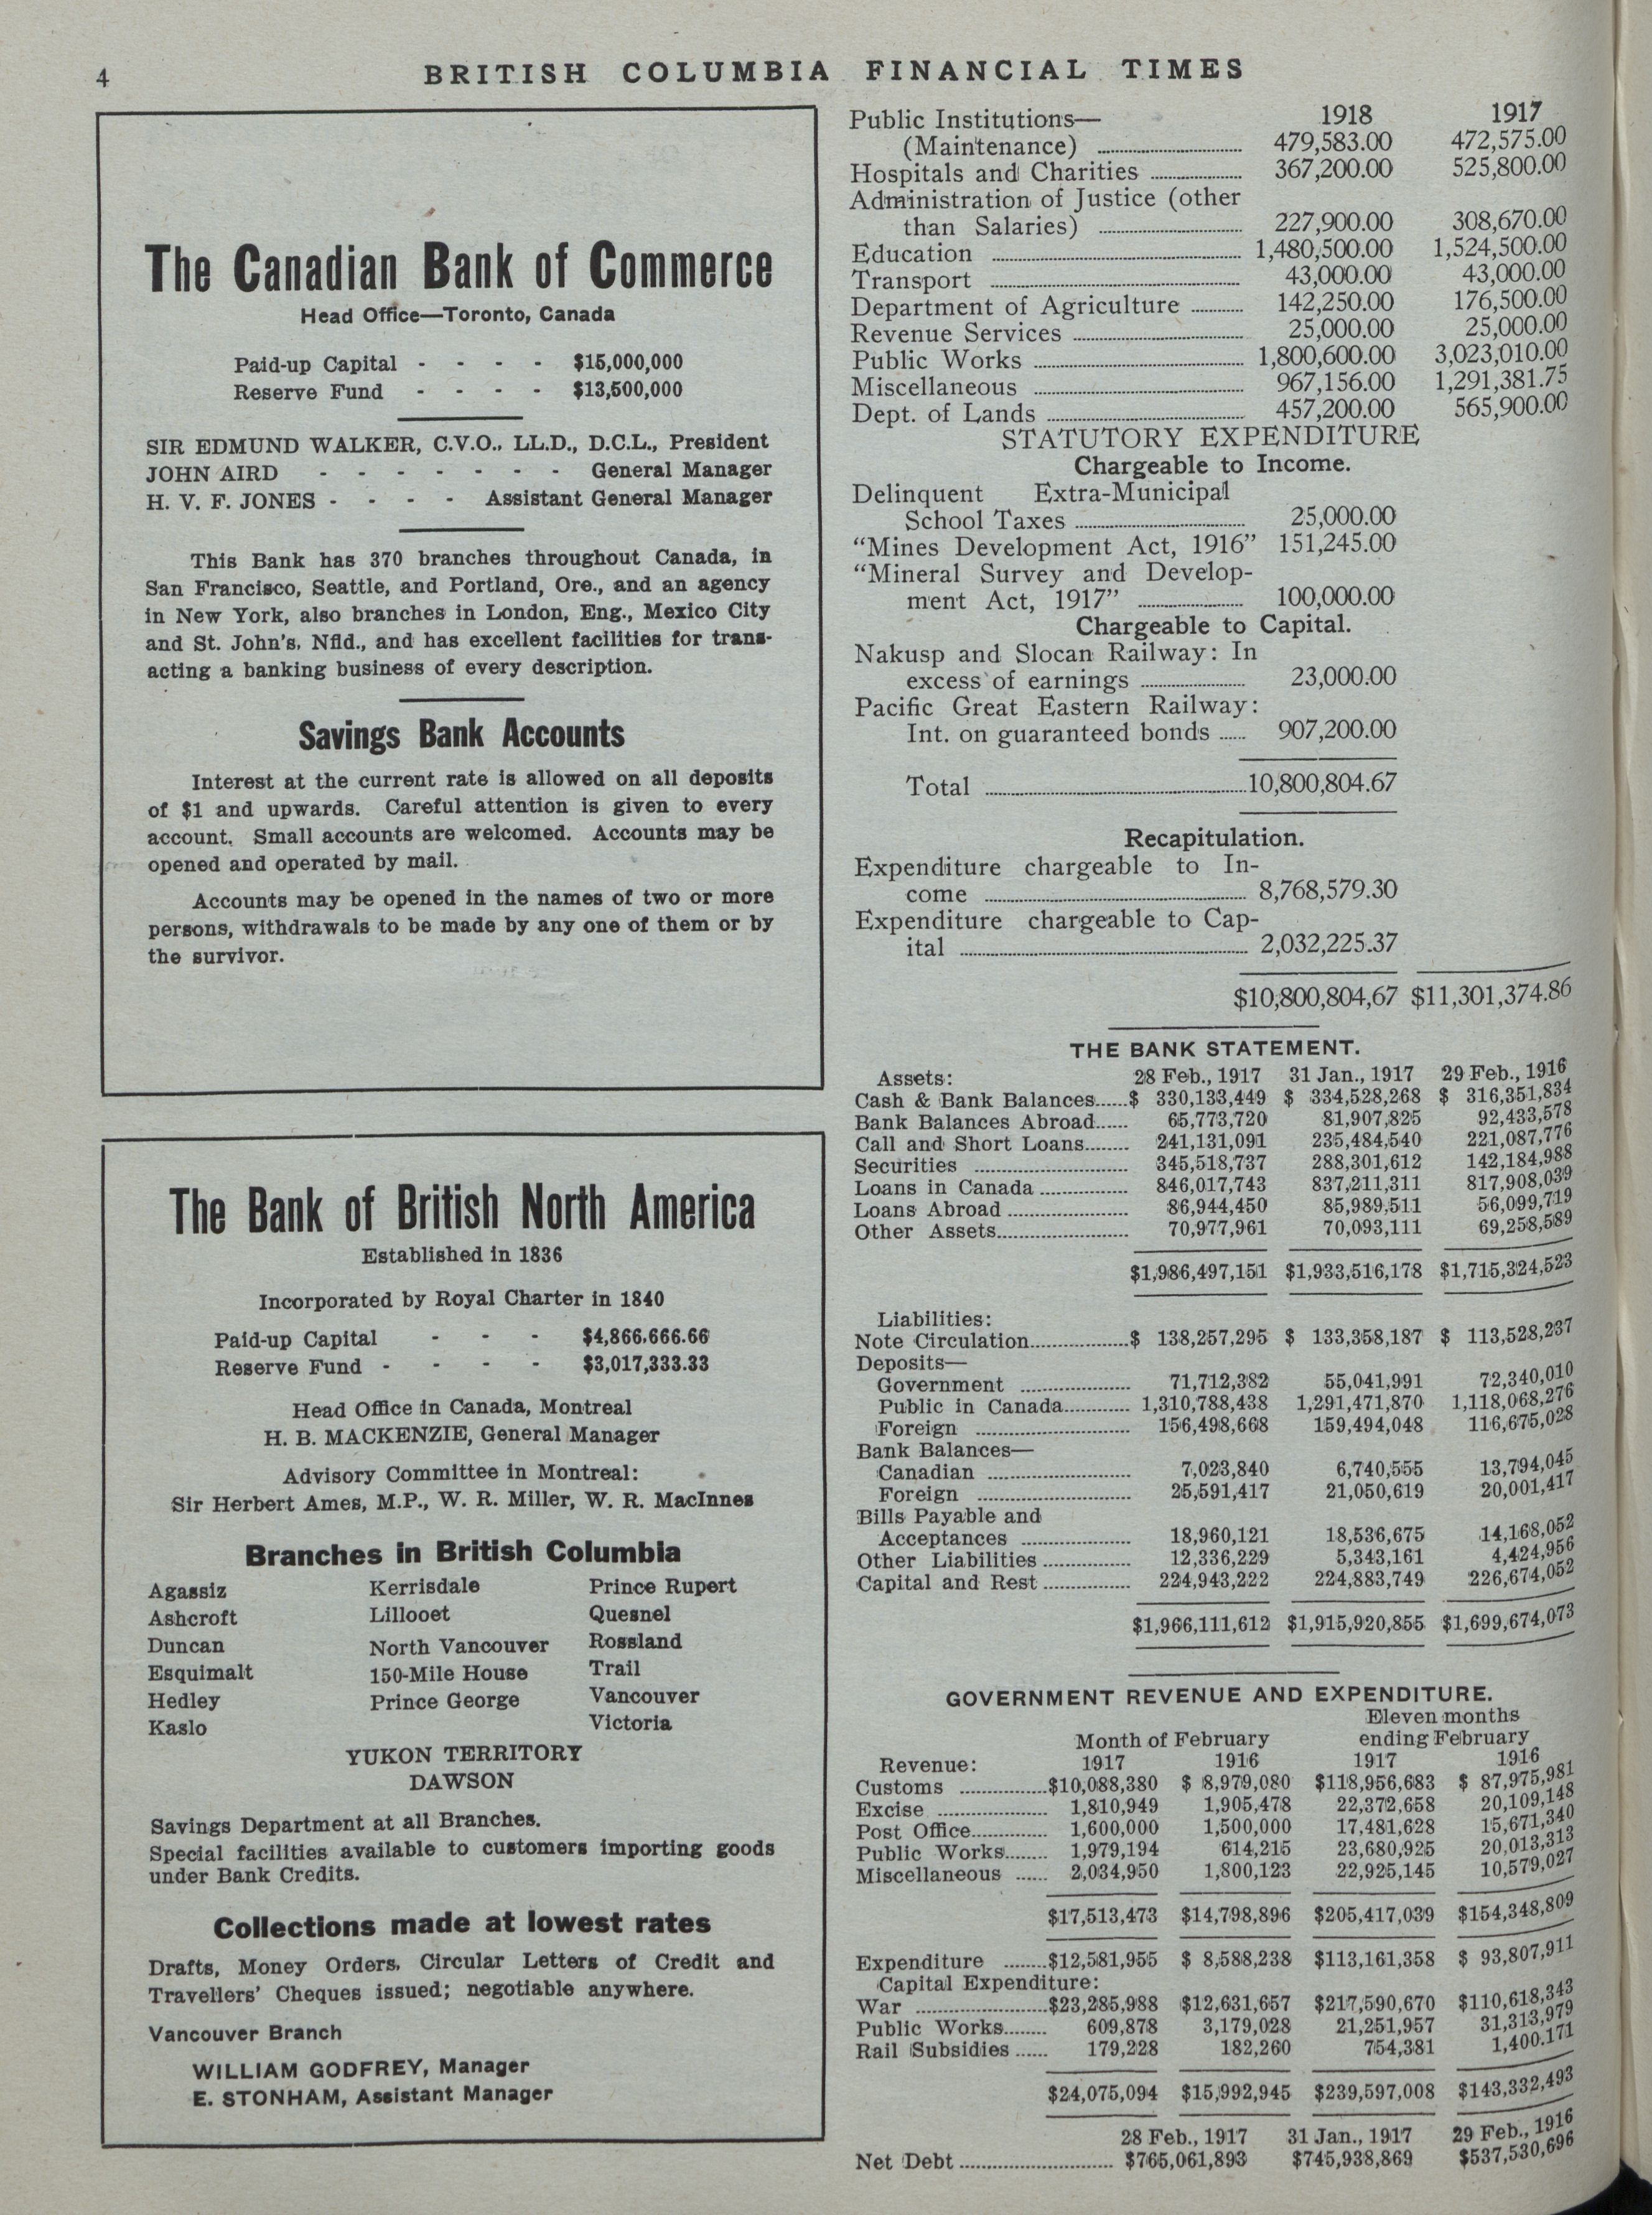 4
BRITISH COLUMBIA FINANCIAL TIMES
The Canadian Bank of Commerce
Head Office—Toronto, Canada
Paid-up Capital - - - - $15,000,000
Reserve Fund - - - - $13,500,000
SIR EDMUND WALKER, C.V.O., LL.D., D.C.L., President
JOHN AIRD - - - - - - - General Manager
H. V. F. JONES - - - - Assistant General Manager
This Bank has 370 branches throughout Canada, in
San Francisco, Seattle, and Portland, Ore., and an agency
in New York, also branches in London, Eng., Mexico City
and St. John's, Nfld., and has excellent facilities for trans-
acting a banking business of every description.
Savings Bank Accounts
Interest at the current rate is allowed on all deposits
of $1 and upwards. Careful attention is given to every
account. Small accounts are welcomed. Accounts may be
opened and operated by mail.
Accounts may be opened in the names of two or more
persons, withdrawals to be made by any one of them or by
the survivor.
The Bank of British North America
Established in 1836
Incorporated by Royal Charter in 1840
Paid-up Capital - - - $4,866,666.66
Reserve Fund - - - - $3,017,333.33
Head Office in Canada, Montreal
H. B. MACKENZIE, General Manager
Advisory Committee in Montreal:
Sir Herbert Ames, M.P., W. R. Miller, W. R. MacInnes
Branches in British Columbia
Agassiz Kerrisdale Prince Rupert
Ashcroft Lillooet Quesnel
Duncan North Vancouver Rossland
Esquimalt 150-Mile House Trail
Hedley Prince George Vancouver
Kaslo Victoria
YUKON TERRITORY
DAWSON
Savings Department at all Branches.
Special facilities available to customers importing goods
under Bank Credits.
Collections made at lowest rates
Drafts, Money Orders, Circular Letters of Credit and
Travellers' Cheques issued; negotiable anywhere.
Vancouver Branch
WILLIAM GODFREY, Manager
E. STONHAM, Assistant Manager
Public Institutions— 1918 1917
(Maintenance) ........ 479,583.00 472,575.00
Hospitals and Charities ........ 367,200.00 525,800.00
Administration of Justice (other
than Salaries) ........ 227,900.00 308,670.00
Education ........ 1,480,500.00 1,524,500.00
Transport ........ 43,000.00 43,000.00
Department of Agriculture ........ 142,250.00 176,500.00
Revenue Services ........ 25,000.00 25,000.00
Public Works ........ 1,800,600.00 3,023,010.00
Miscellaneous ........ 967,156.00 1,291,381.75
Dept. of Lands ........ 457,200.00 565,900.00
STATUTORY EXPENDITURE
Chargeable to Income.
Delinquent Extra-Municipal
School Taxes ........ 25,000.00
“Mines Development Act, 1916” 151,245.00
“Mineral Survey and Develop-
ment Act, 1917” ........ 100,000.00
Chargeable to Capital.
Nakusp and Slocan Railway: In
excess of earnings ........ 23,000.00
Pacific Great Eastern Railway:
Int. on guaranteed bonds ...... 907,200.00
Total ........ 10,800,804.67
Recapitulation.
Expenditure chargeable to In-
come ........ 8,768,579.30
Expenditure chargeable to Cap-
ital ........ 2,032,225.37
$10,800,804,67 $11,301,374.86
THE BANK STATEMENT.
Assets: 28 Feb., 1917 31 Jan., 1917 29 Feb., 1916
Cash & Bank Balances......$ 330,133,449 $ 334,528,268 $ 316,351,834
Bank Balances Abroad...... 65,773,720 81,907,825 92,433,578
Call and Short Loans........ 241,131,091 235,484,540 221,087,776
Securities ........ 345,518,737 288,301,612 142,184,988
Loans in Canada ........ 846,017,743 837,211,311 817,908,039
Loans Abroad ........ 86,944,450 85,989,511 56,099,719
Other Assets........ 70,977,961 70,093,111 69,258,589
$1,986,497,151 $1,933,516,178 $1,715,324,523
Liabilities:
Note Circulation........$ 138,257,295 $ 133,358,187 $ 113,528,237
Deposits—
Government ........ 71,712,382 55,041,991 72,340,010
Public in Canada........ 1,310,788,438 1,291,471,870 1,118,068,276
Foreign ........ 156,498,668 159,494,048 116,675,028
Bank Balances—
Canadian ........ 7,023,840 6,740,555 13,794,045
Foreign ........ 25,591,417 21,050,619 20,001,417
Bills Payable and
Acceptances ........ 18,960,121 18,536,675 14,168,052
Other Liabilities ........ 12,336,229 5,343,161 4,424,956
Capital and Rest ........ 224,943,222 224,883,749 226,674,052
$1,966,111,612 $1,915,920,855 $1,699,674,073
GOVERNMENT REVENUE AND EXPENDITURE.
Eleven months
Month of February ending February
Revenue: 1917 1916 1917 1916
Customs ........$10,088,380 $ 8,979,080 $118,956,683 $ 87,975,981
Excise ........ 1,810,949 1,905,478 22,372,658 20,109,148
Post Office........ 1,600,000 1,500,000 17,481,628 15,671,340
Public Works........ 1,979,194 614,215 23,680,925 20,013,313
Miscellaneous ...... 2,034,950 1,800,123 22,925,145 10,579,027
$17,513,473 $14,798,896 $205,417,039 $154,348,809
Expenditure ........$12,581,955 $ 8,588,238 $113,161,358 $ 93,807,911
Capital Expenditure:
War ........$23,285,988 $12,631,657 $217,590,670 $110,618,343
Public Works........ 609,878 3,179,028 21,251,957 31,313,979
Rail Subsidies ...... 179,228 182,260 754,381 1,400.171
$24,075,094 $15,992,945 $239,597,008 $143,332,493
28 Feb., 1917 31 Jan., 1917 29 Feb., 1916
Net Debt ........ $765,061,893 $745,938,869 $537,530,696